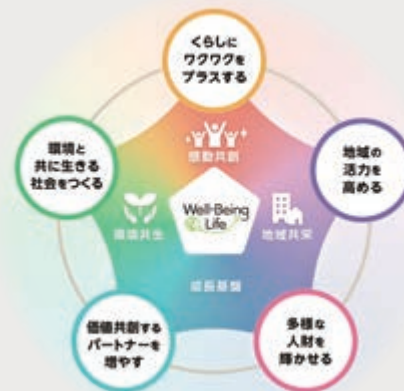 くらしに
ワクワクを
プラスする
環境と
共に生きる
社会をつくる
地域の
活力を
高める
感動共創
環境共生
Well-Being
Life
地域共栄
成長基盤
価値共創する
パートナーを
増やす
多様な
人財を
輝かせる